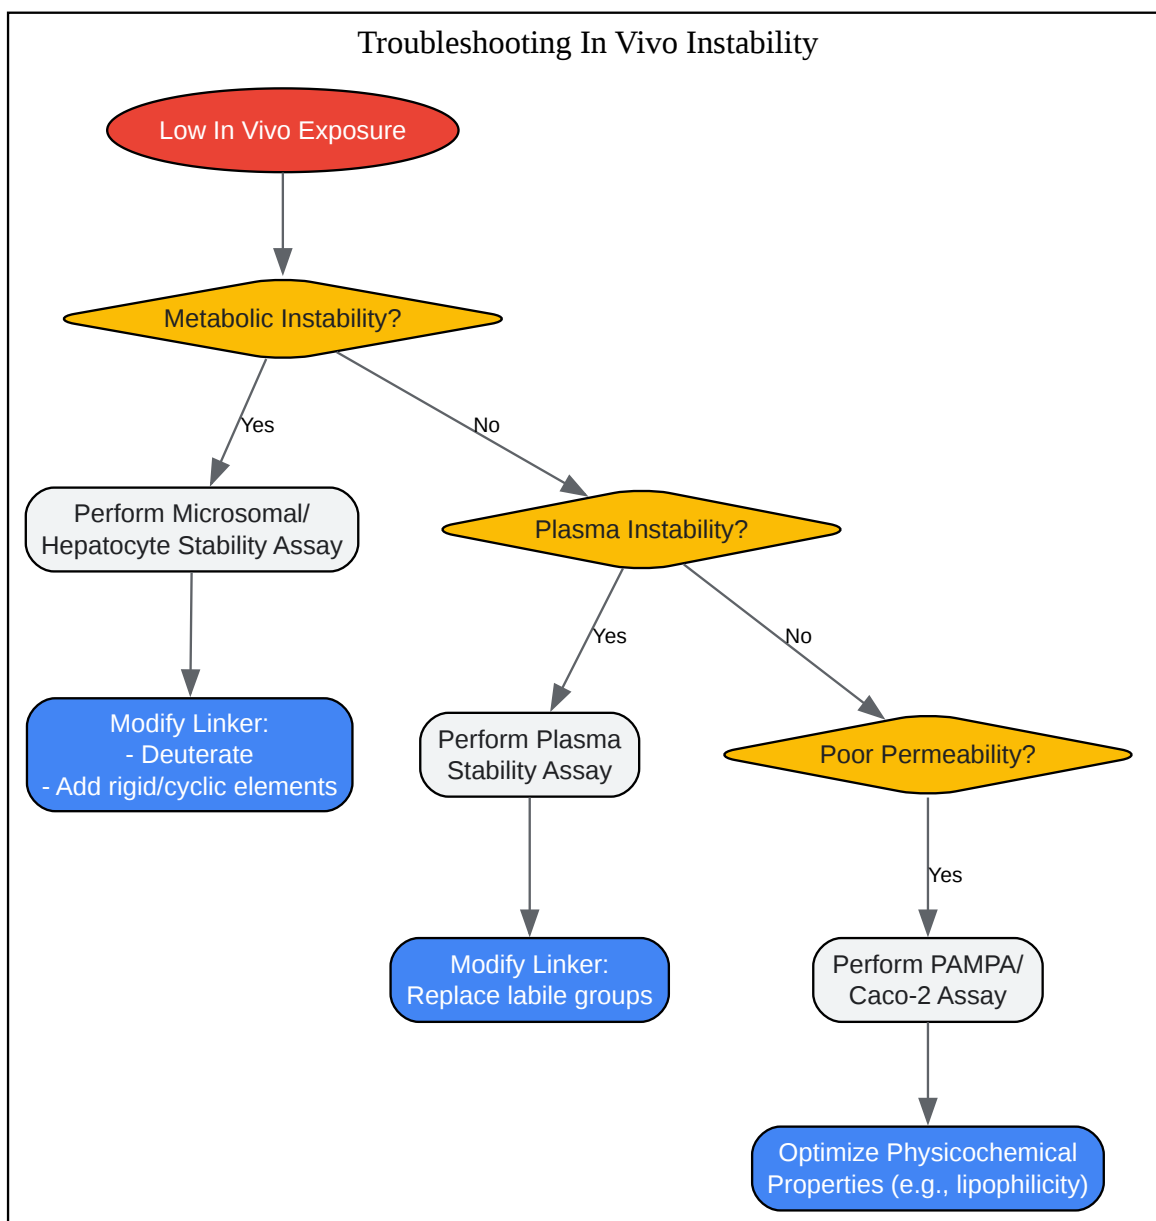 Troubleshooting In Vivo Instability
Low In Vivo Exposure
Metabolic Instability?
Yes
No
Perform Microsomal/
Hepatocyte Stability Assay
Plasma Instability?
Yes
No
Modify Linker:
- Deuterate
- Add rigid/cyclic elements
Perform Plasma
Stability Assay
Poor Permeability?
Yes
Modify Linker:
Replace labile groups
Perform PAMPA/
Caco-2 Assay
Optimize Physicochemical
Properties (e.g., lipophilicity)